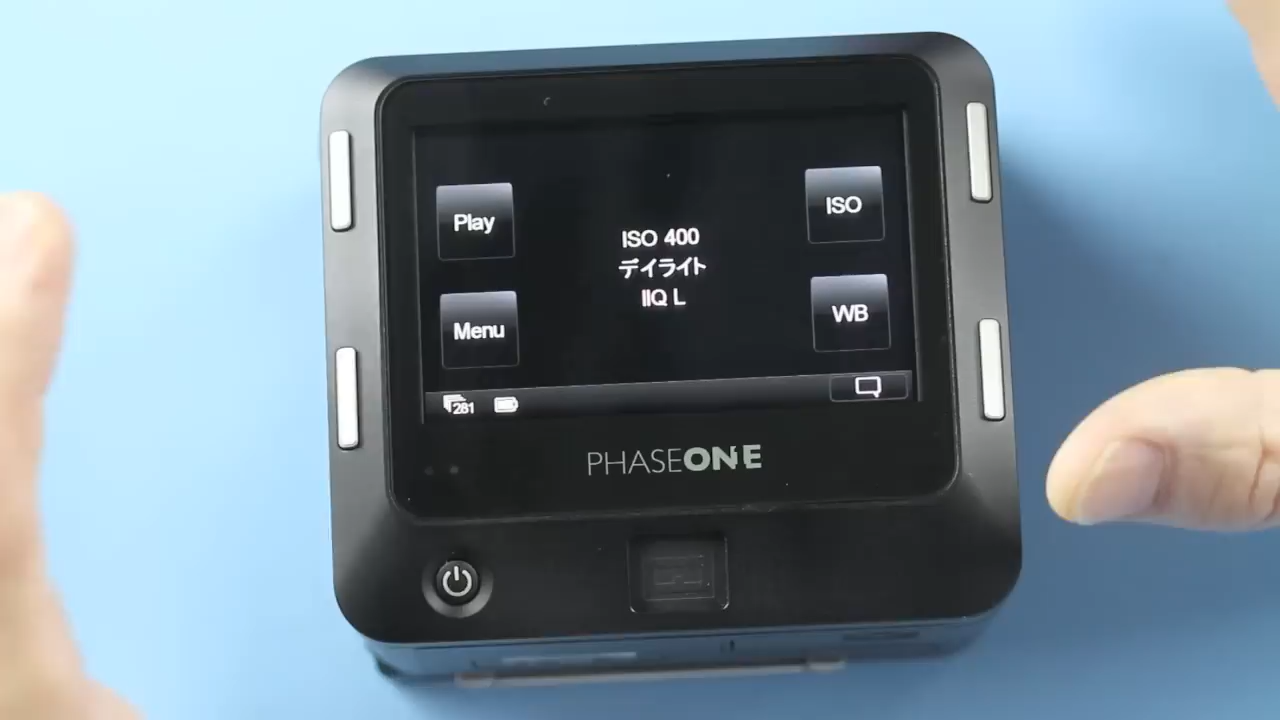 Play
ISO
ISO 400
デイライト
IIQ L
Menu
WB
281
PHASEONE